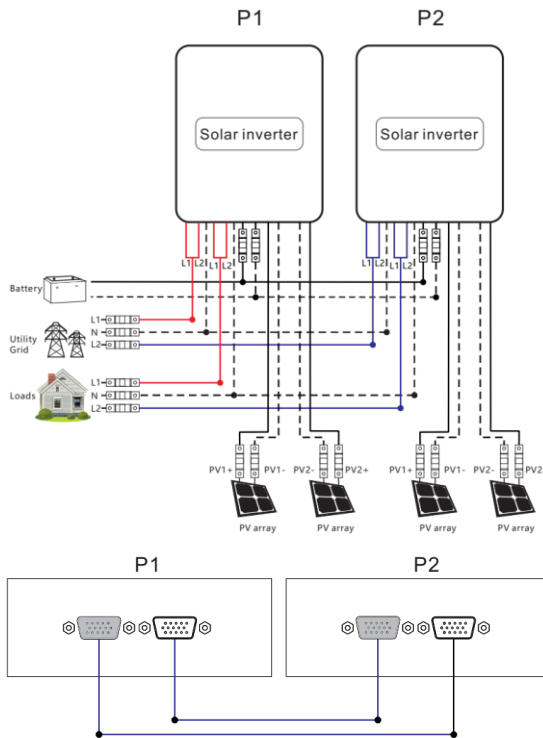 P1 P2
Solar inverter Solar inverter
L1 L2 L1 L2 L1 L2 L1 L2
Battery
L1
Utility Grid N
L2
L1
Loads N
L2
PV1+ PV1- PV2- PV2+ PV1+ PV1- PV2- PV2
PV array PV array PV array PV array
P1 P2